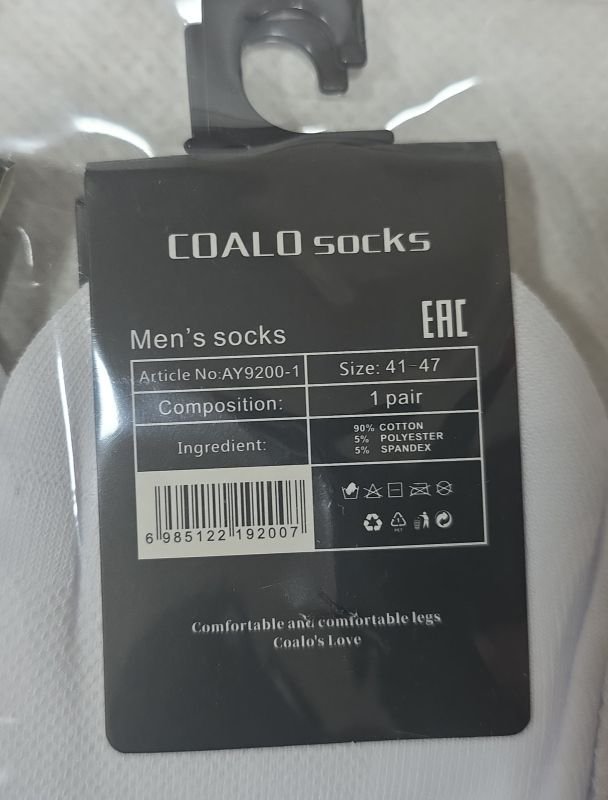 COALO socks
EAC
Men's socks
Article No:AY9200-1 Size: 41-47
Composition: 1 pair
Ingredient: 90% COTTON
5% POLYESTER
5% SPANDEX
6 985122 192007
PET
Comfortable and comfortable legs
Coalo's Love